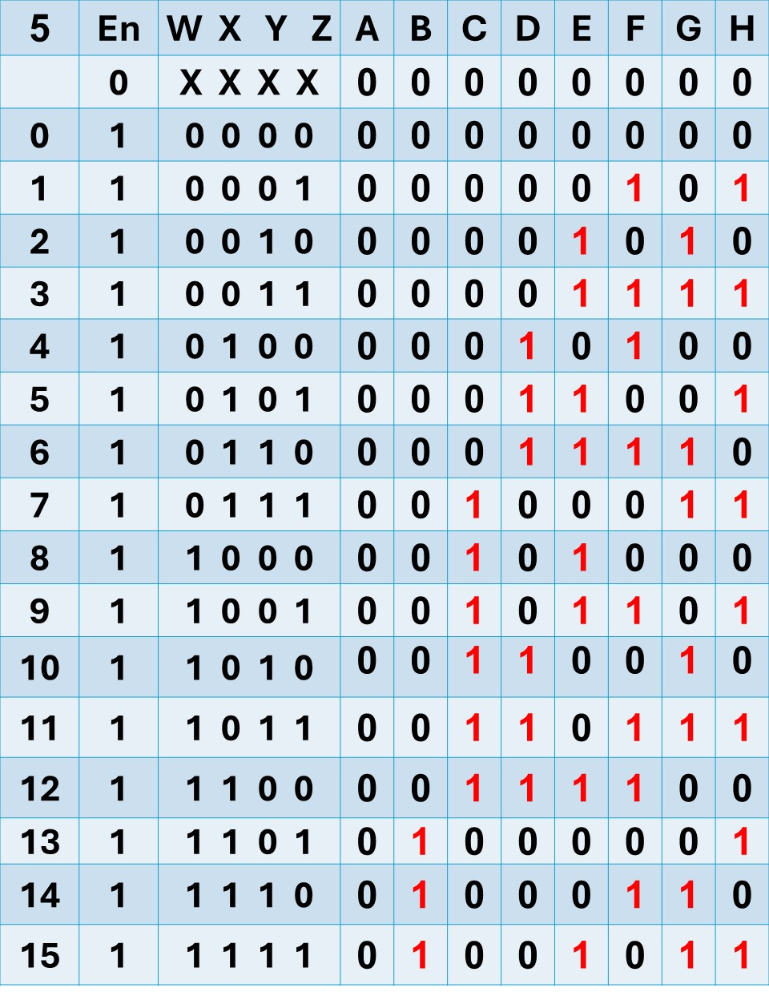 5 En W X Y Z A B C D E F G H
0 X X X X 0 0 0 0 0 0 0 0
0 1 0 0 0 0 0 0 0 0 0 0 0 0
1 1 0 0 0 1 0 0 0 0 0 1 0 1
2 1 0 0 1 0 0 0 0 0 1 0 1 0
3 1 0 0 1 1 0 0 0 0 1 1 1 1
4 1 0 1 0 0 0 0 0 1 0 1 0 0
5 1 0 1 0 1 0 0 0 1 1 0 0 1
6 1 0 1 1 0 0 0 0 1 1 1 1 0
7 1 0 1 1 1 0 0 1 0 0 0 1 1
8 1 1 0 0 0 0 0 1 0 1 0 0 0
9 1 1 0 0 1 0 0 1 0 1 1 0 1
10 1 1 0 1 0 0 0 1 1 0 0 1 0
11 1 1 0 1 1 0 0 1 1 0 1 1 1
12 1 1 1 0 0 0 0 1 1 1 1 0 0
13 1 1 1 0 1 0 1 0 0 0 0 0 1
14 1 1 1 1 0 0 1 0 0 0 1 1 0
15 1 1 1 1 1 0 1 0 0 1 0 1 1